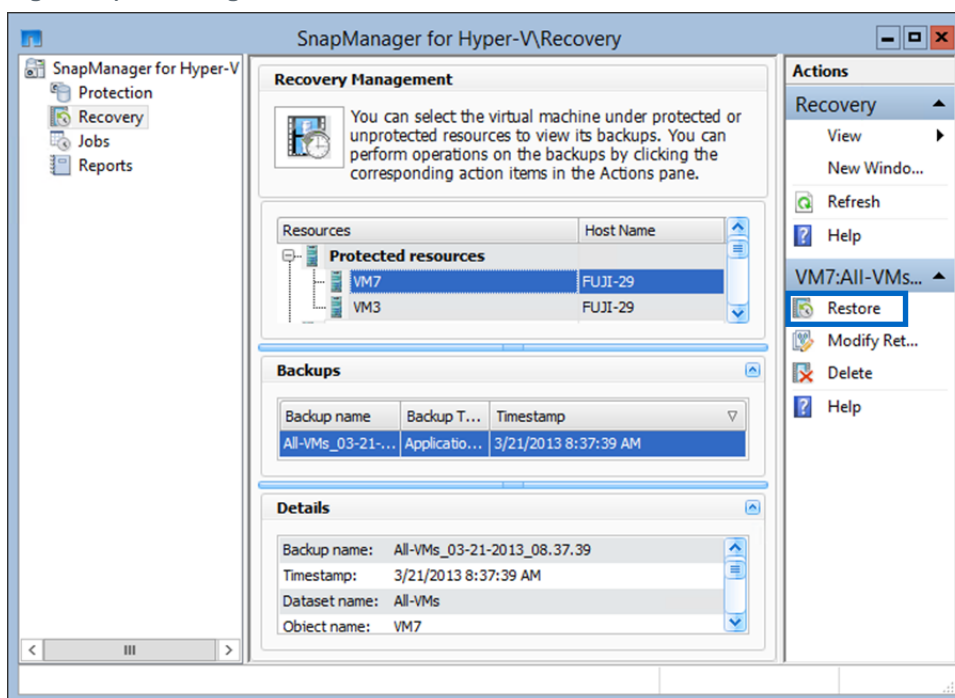 SnapManager for Hyper-V\Recovery
SnapManager for Hyper-V
Protection
Recovery
Jobs
Reports
Recovery Management
You can select the virtual machine under protected or
unprotected resources to view its backups. You can
perform operations on the backups by clicking the
corresponding action items in the Actions pane.
Resources Host Name
Protected resources
VM7 FUJI-29
VM3 FUJI-29
Backups
Backup name Backup T... Timestamp
All-VMs_03-21-... Applicatio... 3/21/2013 8:37:39 AM
Details
Backup name: All-VMs_03-21-2013_08.37.39
Timestamp: 3/21/2013 8:37:39 AM
Dataset name: All-VMs
Object name: VM7
Actions
Recovery
View
New Windo...
Refresh
Help
VM7:All-VMs...
Restore
Modify Ret...
Delete
Help